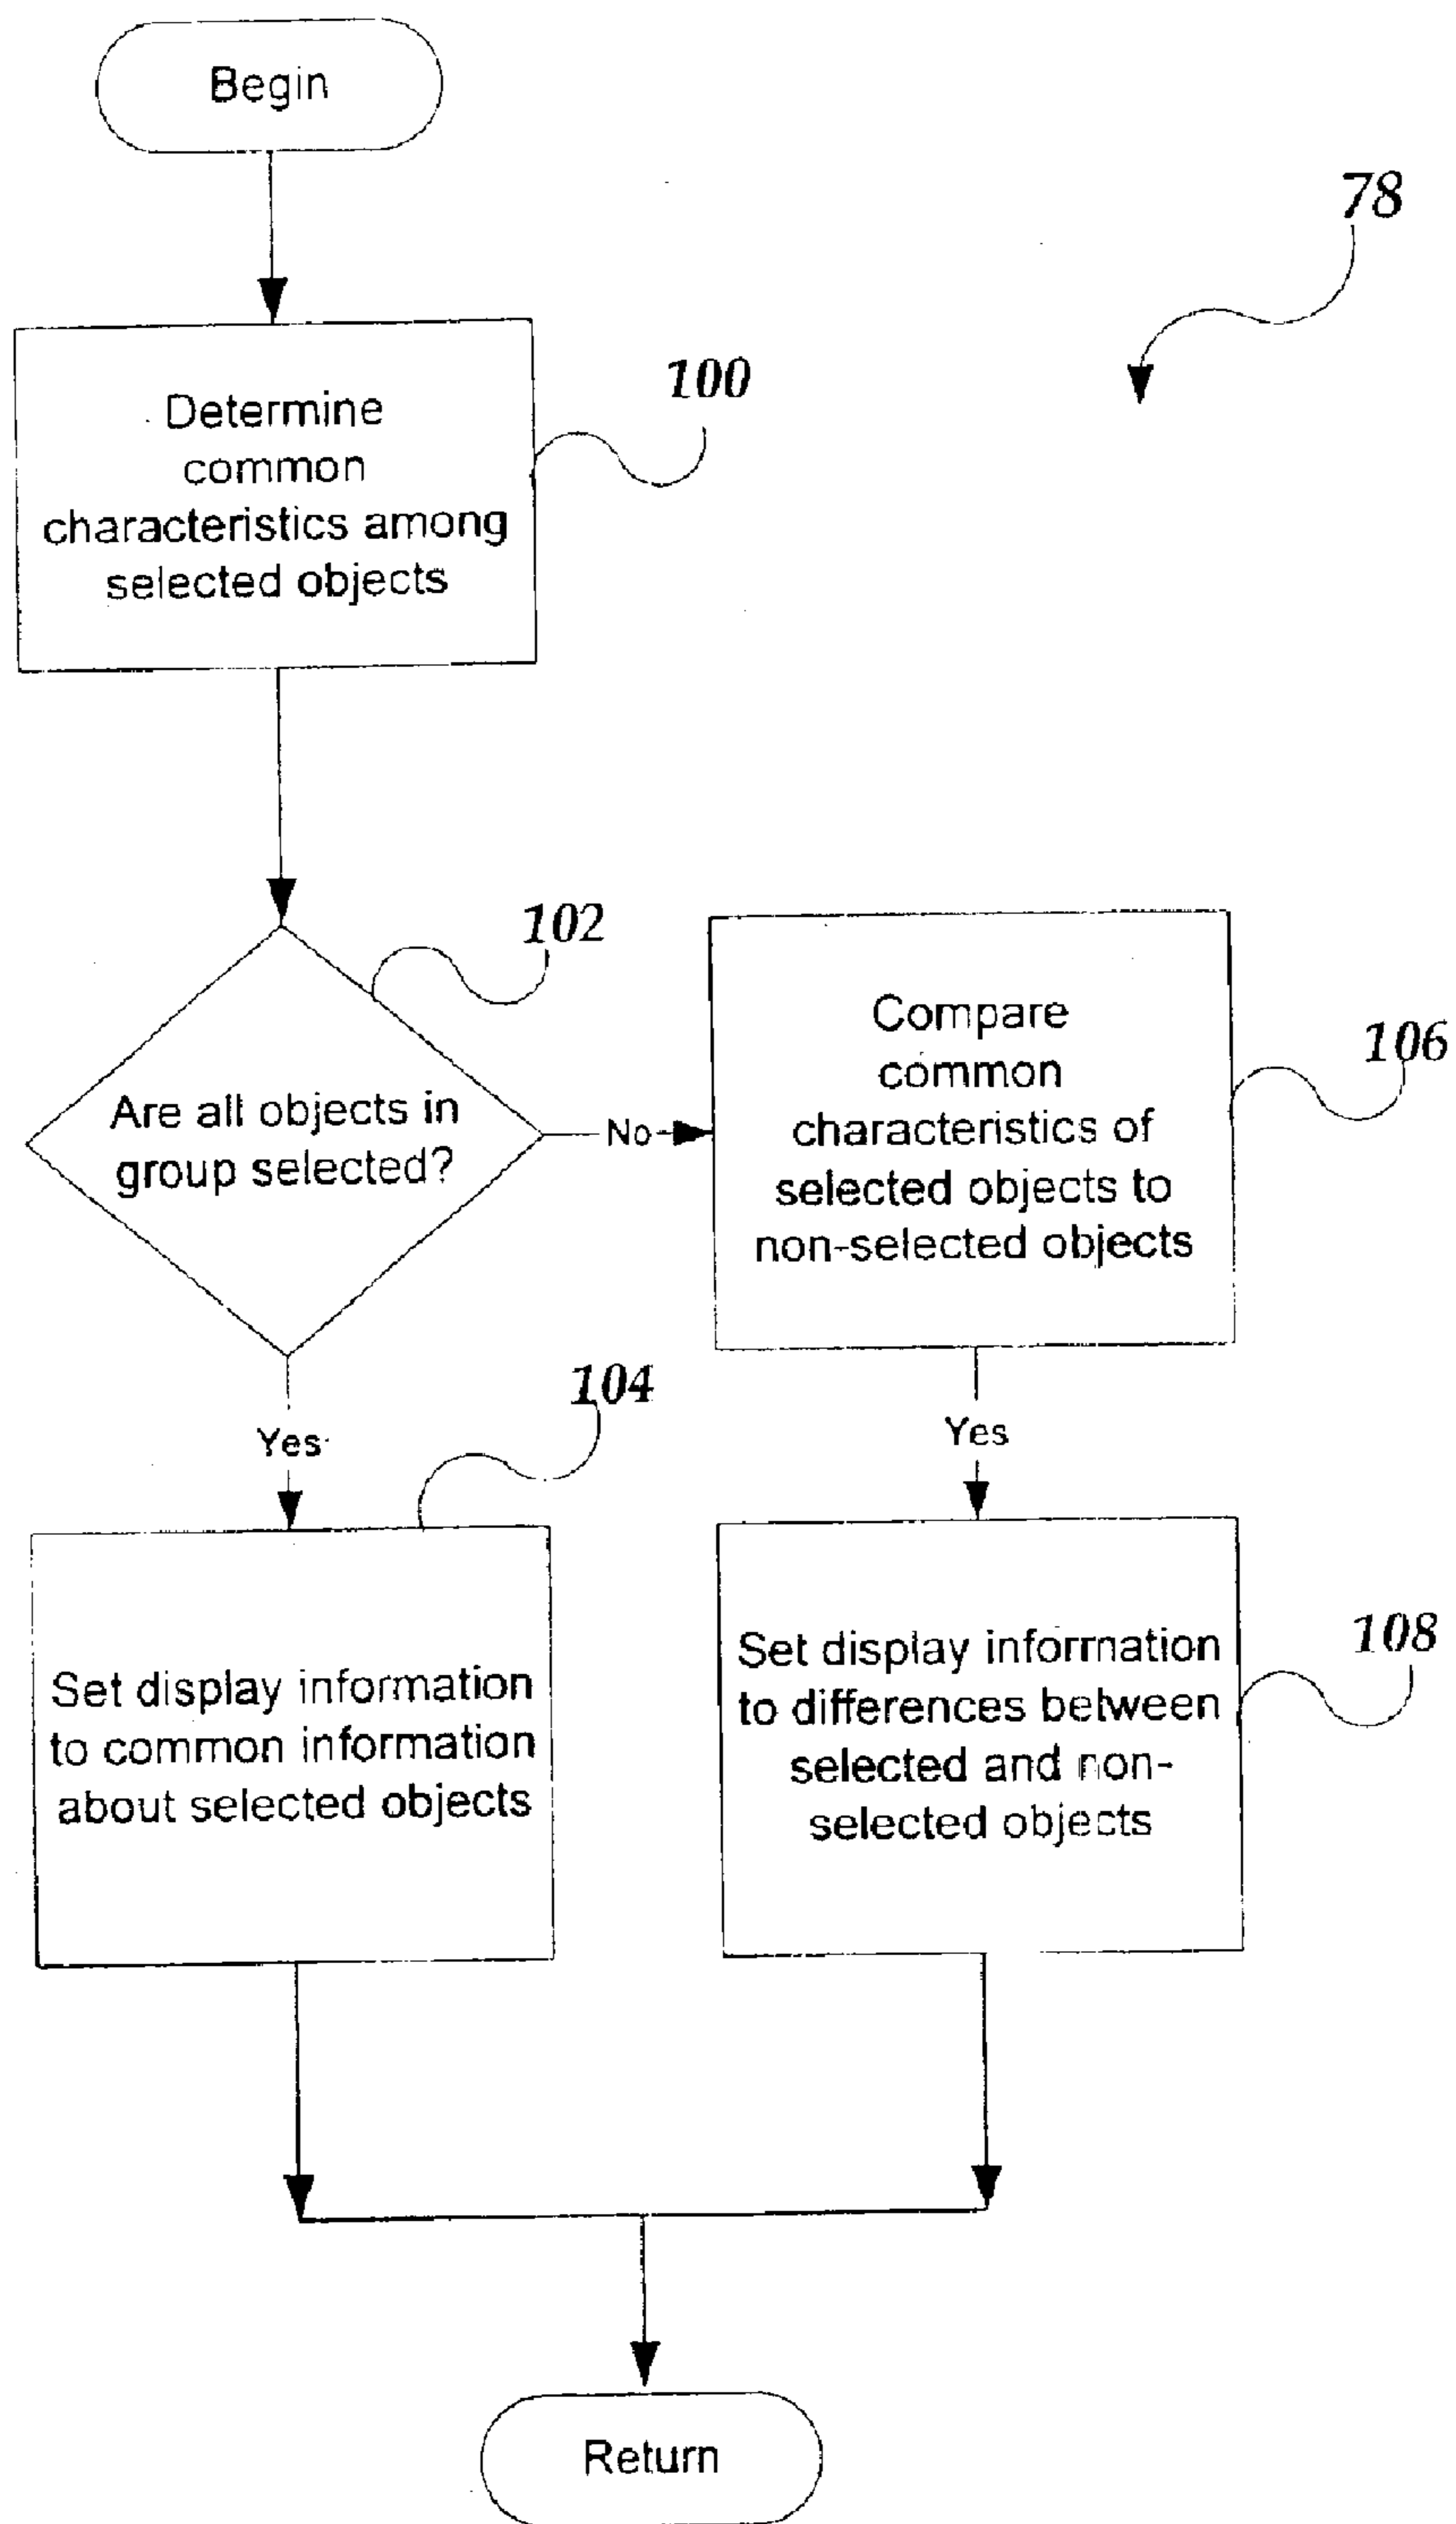 Begin
78
Determine
common
characteristics among
selected objects
100
102
Are all objects in
group selected?
No
Compare
common
characteristics of
selected objects to
non-selected objects
106
Yes
104
Yes
Set display information
to common information
about selected objects
Set display information
to differences between
selected and non-
selected objects
108
Return